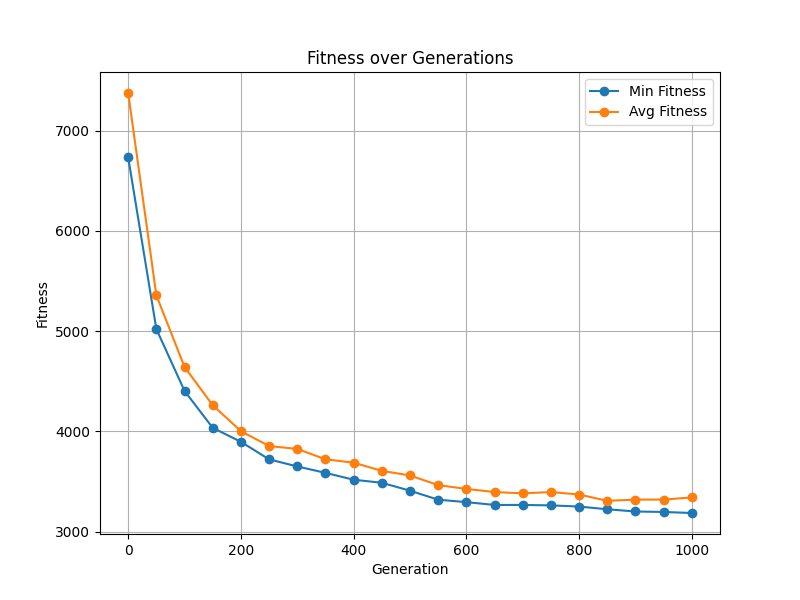 Fitness over Generations
Min Fitness
Avg Fitness
Fitness
7000
6000
5000
4000
3000
0 200 400 600 800 1000
Generation